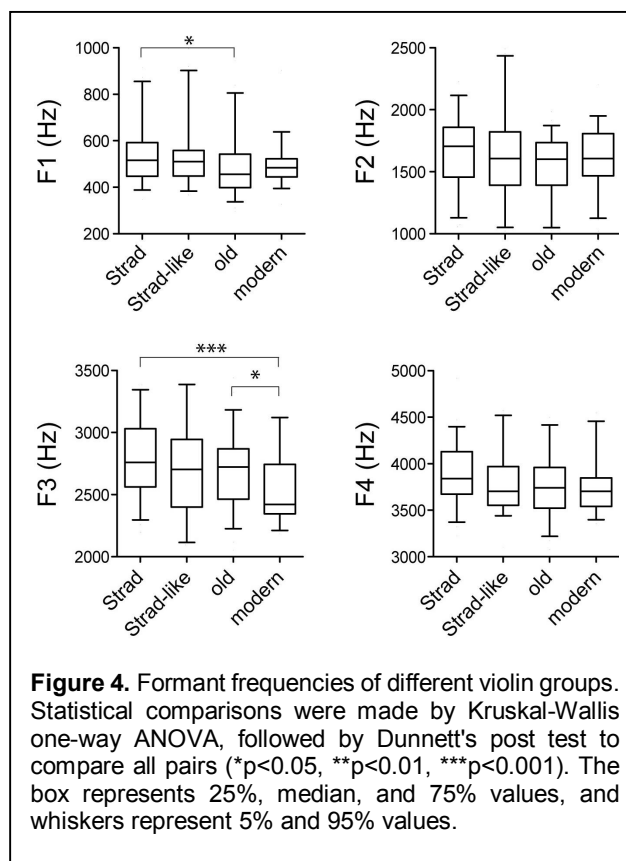 *
1000
800
600
400
200
F1 (Hz)
Strad
Strad-like
old
modern
2500
2000
1500
1000
F2 (Hz)
Strad
Strad-like
old
modern
***
*
3500
3000
2500
2000
F3 (Hz)
Strad
Strad-like
old
modern
5000
4500
4000
3500
3000
F4 (Hz)
Strad
Strad-like
old
modern
Figure 4. Formant frequencies of different violin groups.
Statistical comparisons were made by Kruskal-Wallis
one-way ANOVA, followed by Dunnett's post test to
compare all pairs (*p<0.05, **p<0.01, ***p<0.001). The
box represents 25%, median, and 75% values, and
whiskers represent 5% and 95% values.